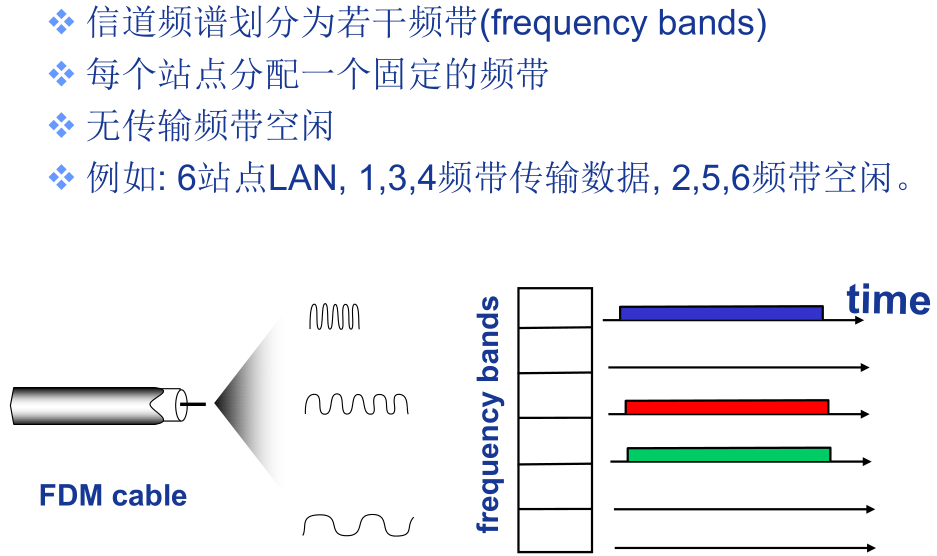 信道频谱划分为若干频带(frequency bands)
每个站点分配一个固定的频带
无传输频带空闲
例如: 6站点LAN, 1,3,4频带传输数据, 2,5,6频带空闲。
time
frequency bands
FDM cable